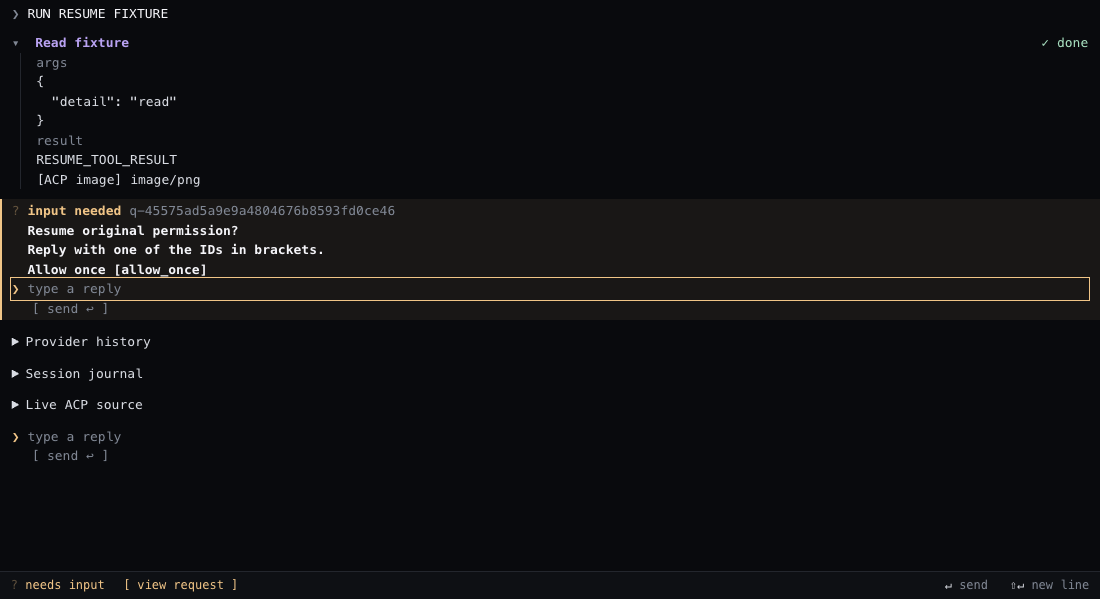 ❯ RUN RESUME FIXTURE
▾ Read fixture ✓ done
args
{
"detail": "read"
}
result
RESUME_TOOL_RESULT
[ACP image] image/png
? input needed q—45575ad5a9e9a4804676b8593fd0ce46
Resume original permission?
Reply with one of the IDs in brackets.
Allow once [allow_once]
❯ type a reply
[ send ↩ ]
▶ Provider history
▶ Session journal
▶ Live ACP source
❯ type a reply
[ send ↩ ]
? needs input [ view request ] ↵ send ⇧↵ new line